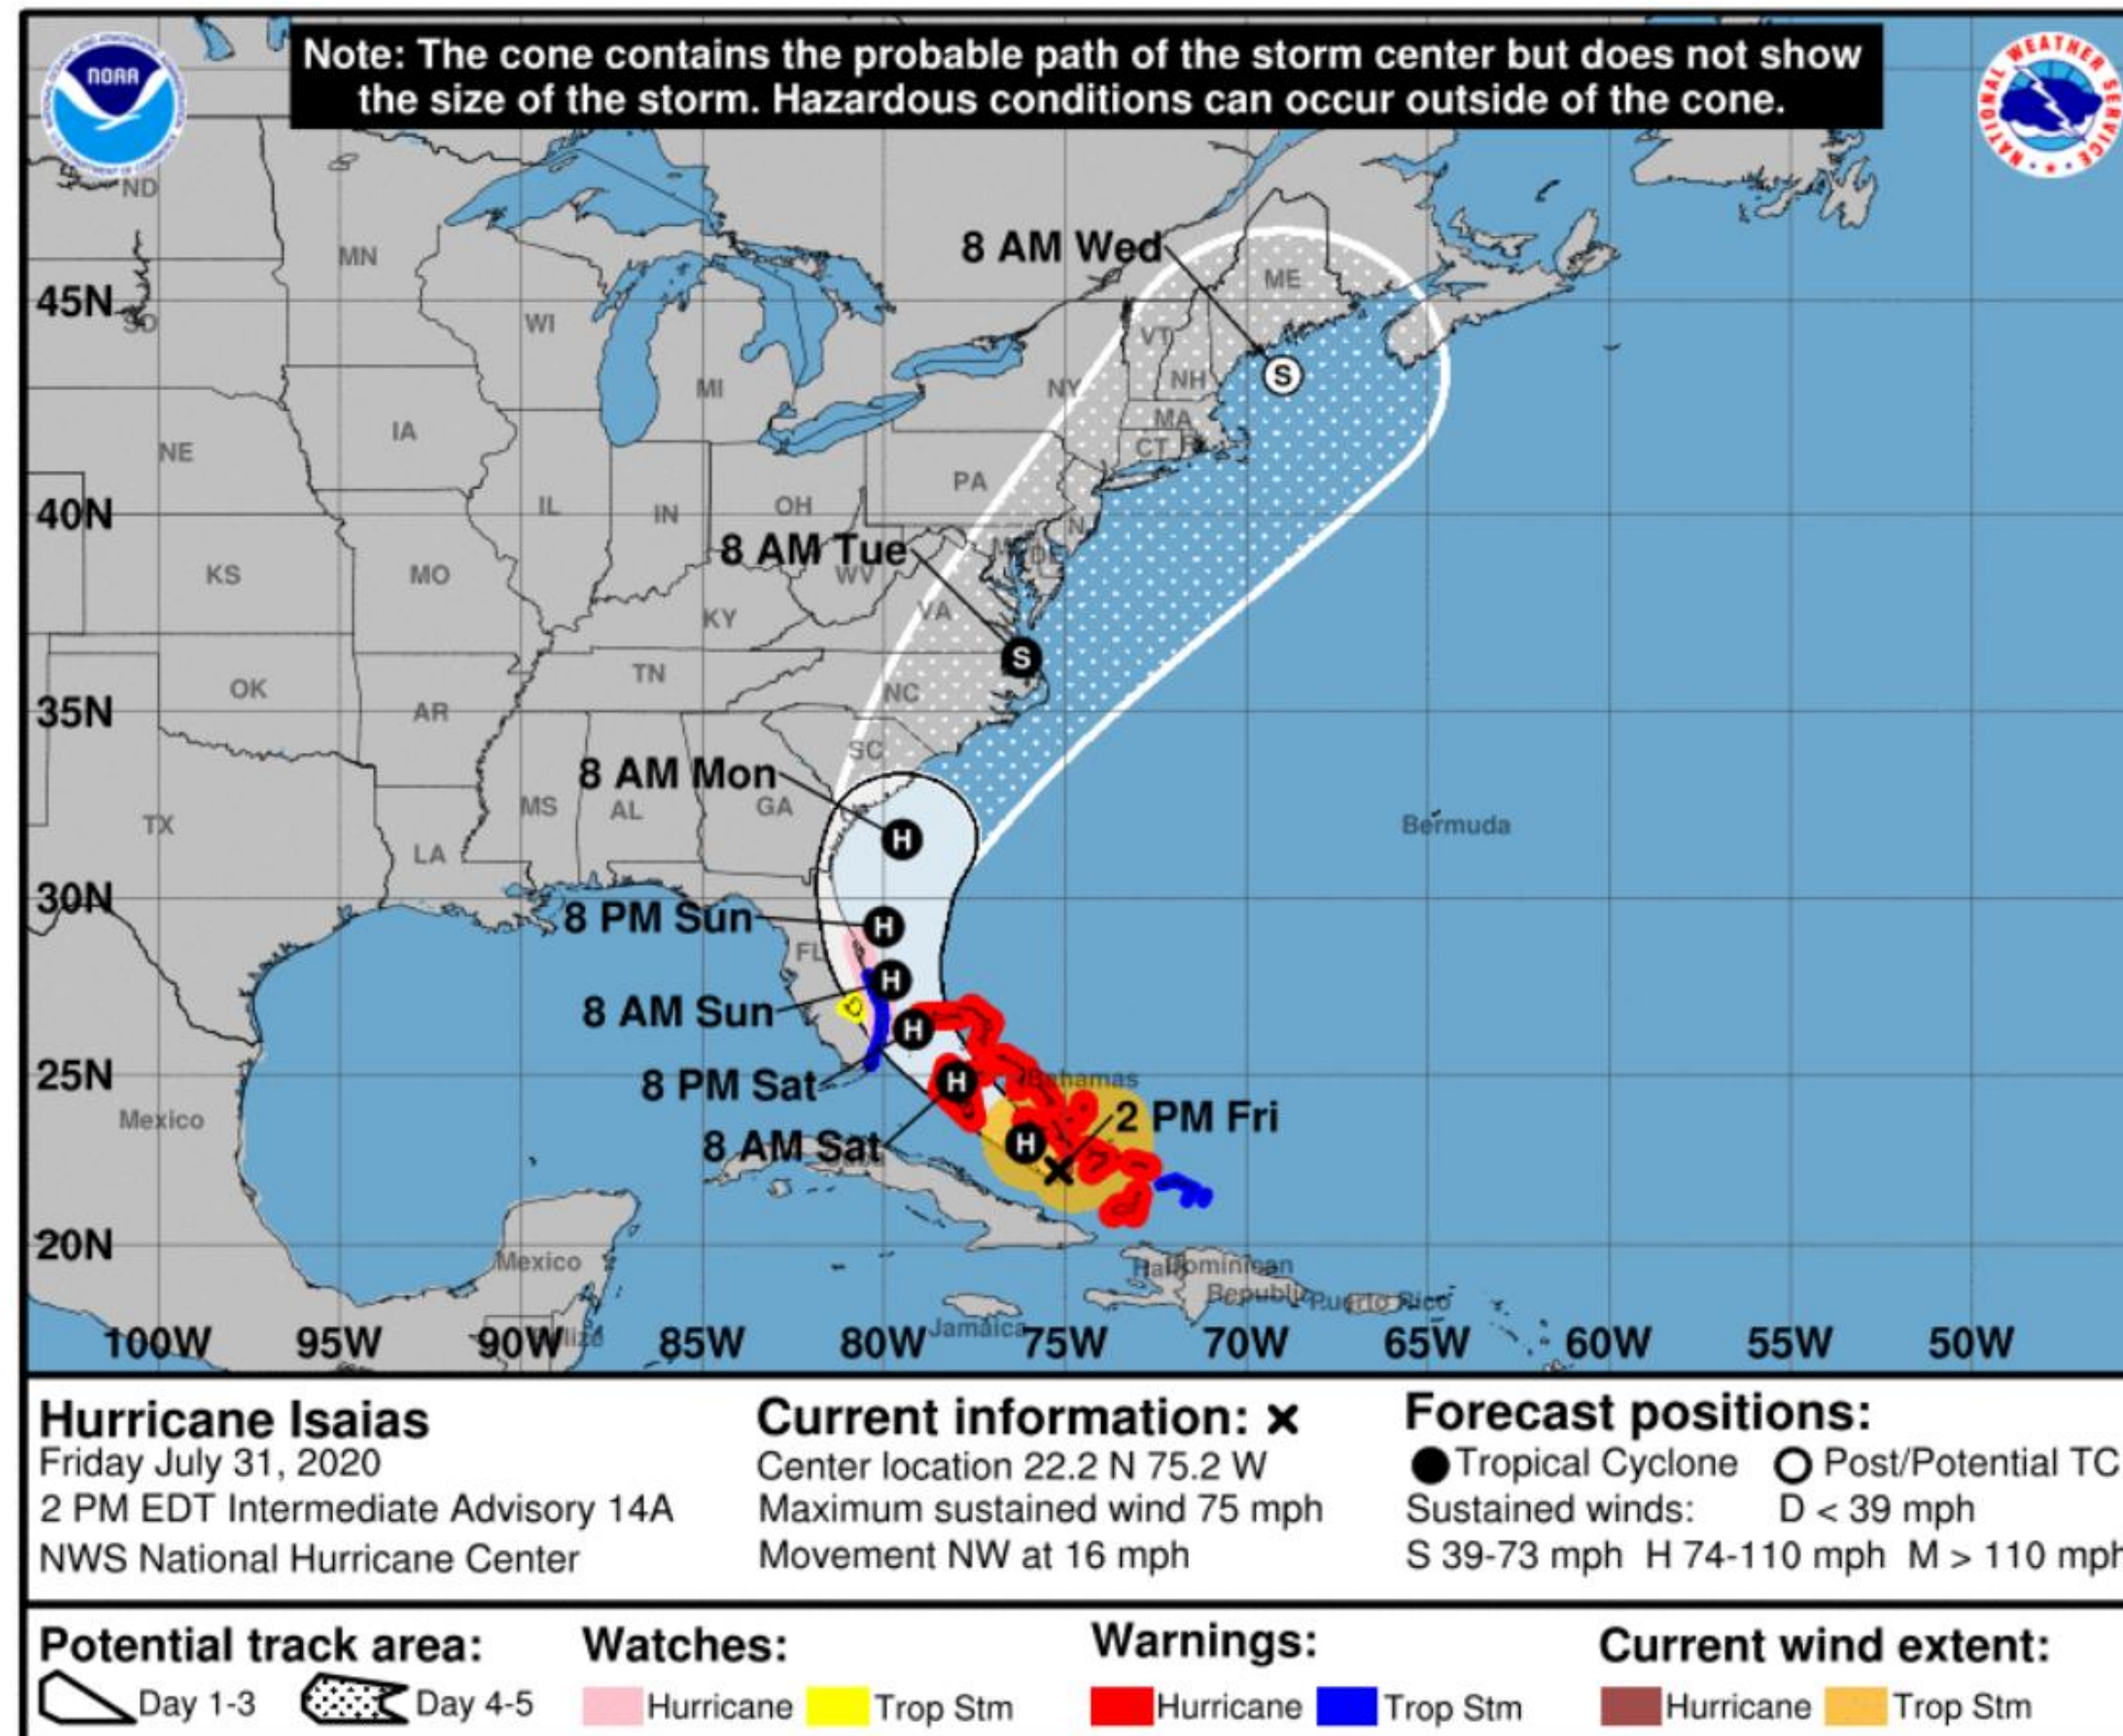 Note: The cone contains the probable path of the storm center but does not show
the size of the storm. Hazardous conditions can occur outside of the cone.
NOAA
NATIONAL WEATHER SERVICE
ND
MN
8 AM Wed
ME
45N
SD
WI
VT
MI
NY
NH
IA
MA
NE
CT
PA
40N
IL
IN
OH
8 AM Tue
DE
KS
MO
WV
VA
KY
S
S
TN
OK
NC
35N
AR
SC
8 AM Mon
MS
AL
GA
TX
Bermuda
LA
H
30N
8 PM Sun
H
FL
H
8 AM Sun
H
25N
8 PM Sat
H
Bahamas
Mexico
2 PM Fri
8 AM Sat
H
20N
Mexico
Dominican
Republic
Puerto Rico
Jamaica
100W 95W 90W 85W 80W 75W 70W 65W 60W 55W 50W
Hurricane Isaias
Friday July 31, 2020
2 PM EDT Intermediate Advisory 14A
NWS National Hurricane Center
Current information: x
Center location 22.2 N 75.2 W
Maximum sustained wind 75 mph
Movement NW at 16 mph
Forecast positions:
Tropical Cyclone Post/Potential TC
Sustained winds: D < 39 mph
S 39-73 mph H 74-110 mph M > 110 mph
Potential track area:
Day 1-3 Day 4-5
Watches:
Hurricane Trop Stm
Warnings:
Hurricane Trop Stm
Current wind extent:
Hurricane Trop Stm